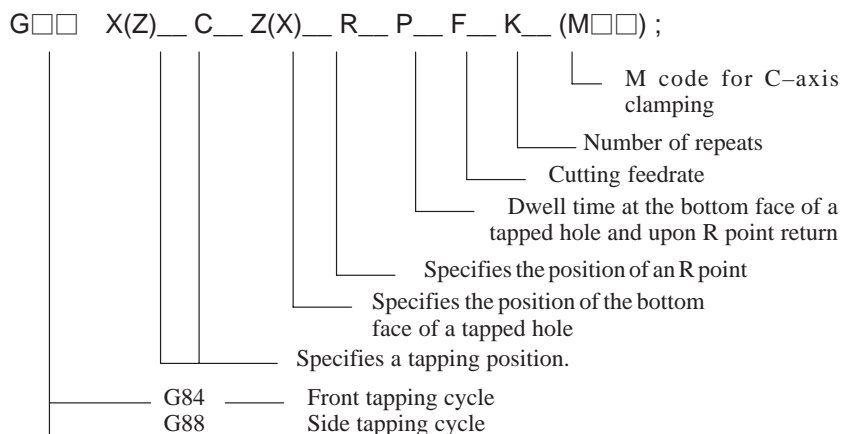 G□□ X(Z)__ C__ Z(X)__ R__ P__ F__ K__ (M□□) ;
M code for C–axis
clamping
Number of repeats
Cutting feedrate
Dwell time at the bottom face of a
tapped hole and upon R point return
Specifies the position of an R point
Specifies the position of the bottom
face of a tapped hole
Specifies a tapping position.
G84 Front tapping cycle
G88 Side tapping cycle